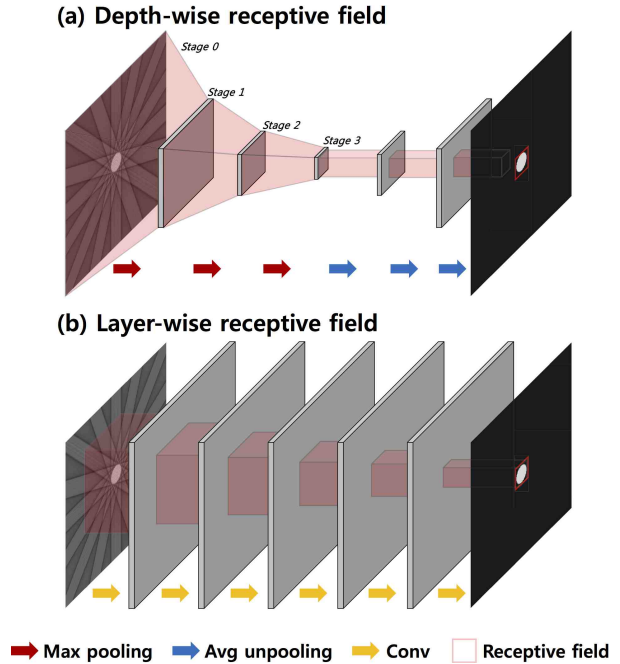 (a) Depth-wise receptive field
Stage 0
Stage 1
Stage 2
Stage 3
(b) Layer-wise receptive field
Max pooling Avg unpooling Conv Receptive field